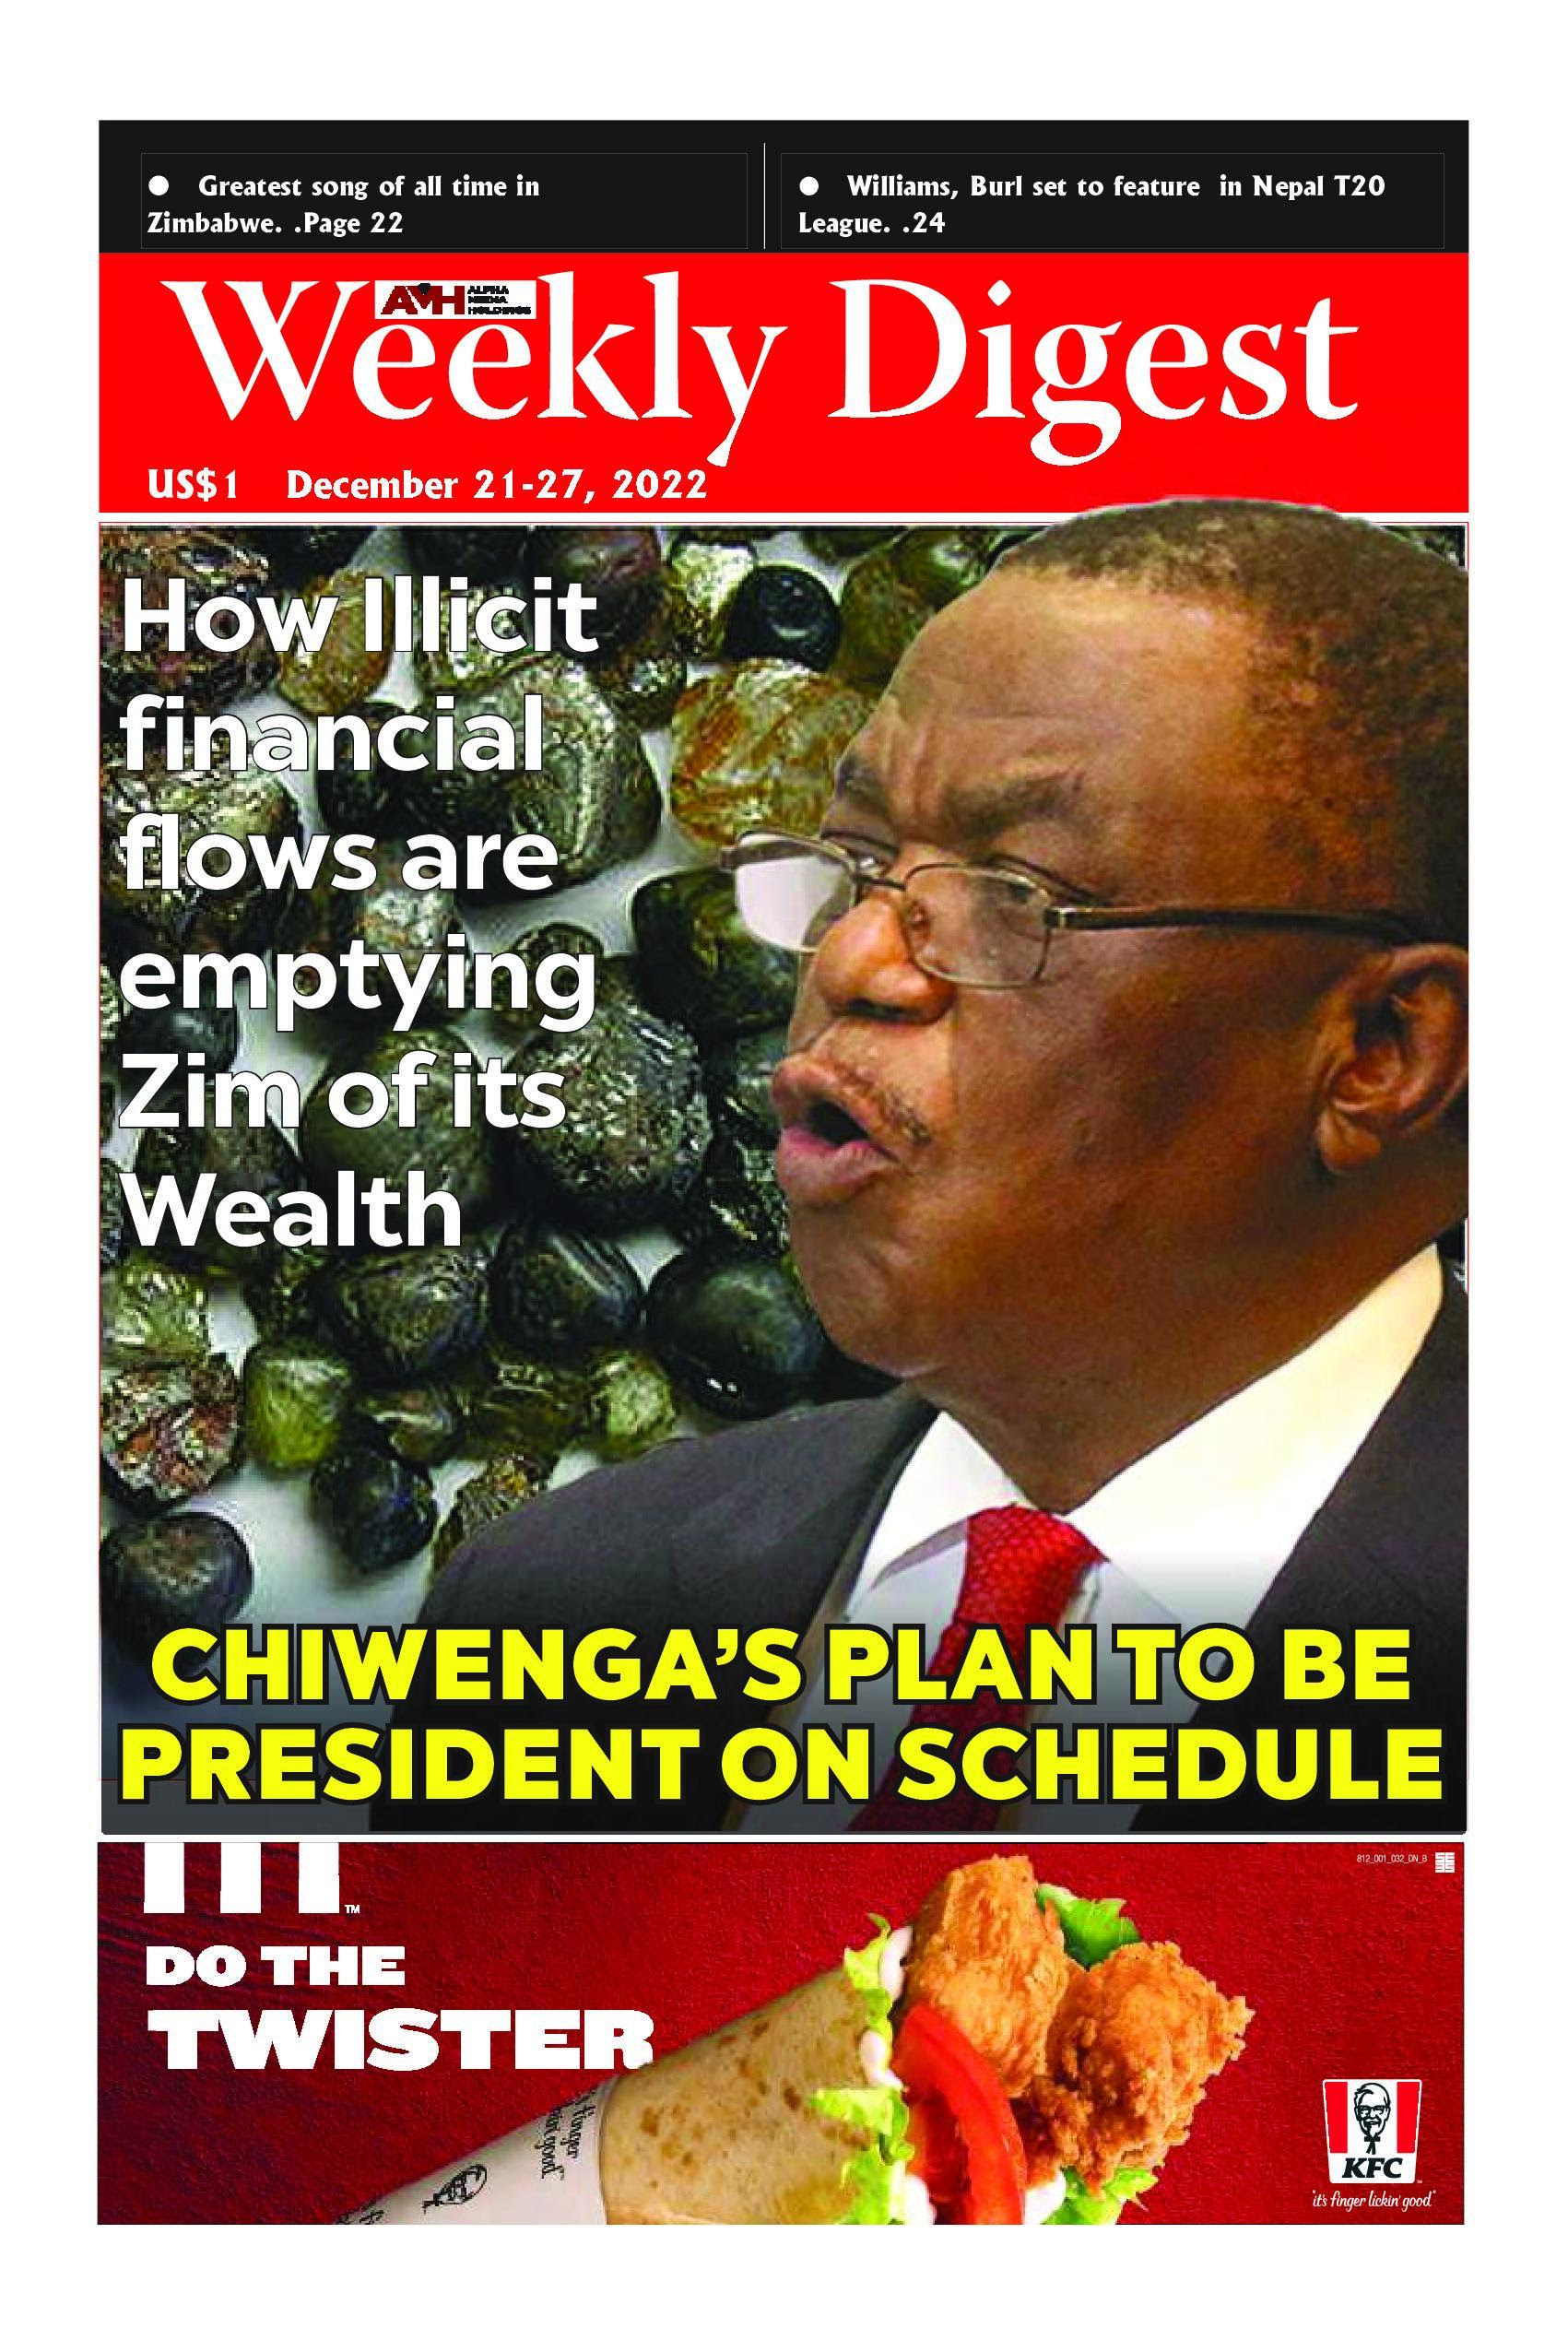 ● Greatest song of all time in
Zimbabwe. .Page 22
● Williams, Burl set to feature in Nepal T20
League. .24
AMH ALPHA
MEDIA
HOLDINGS
Weekly Digest
US$1 December 21-27, 2022
How Illicit
financial
flows are
emptying
Zim of its
Wealth
CHIWENGA'S PLAN TO BE
PRESIDENT ON SCHEDULE
812_001_032_DN_B
TM
DO THE
TWISTER
KFC
"it's finger lickin' good"